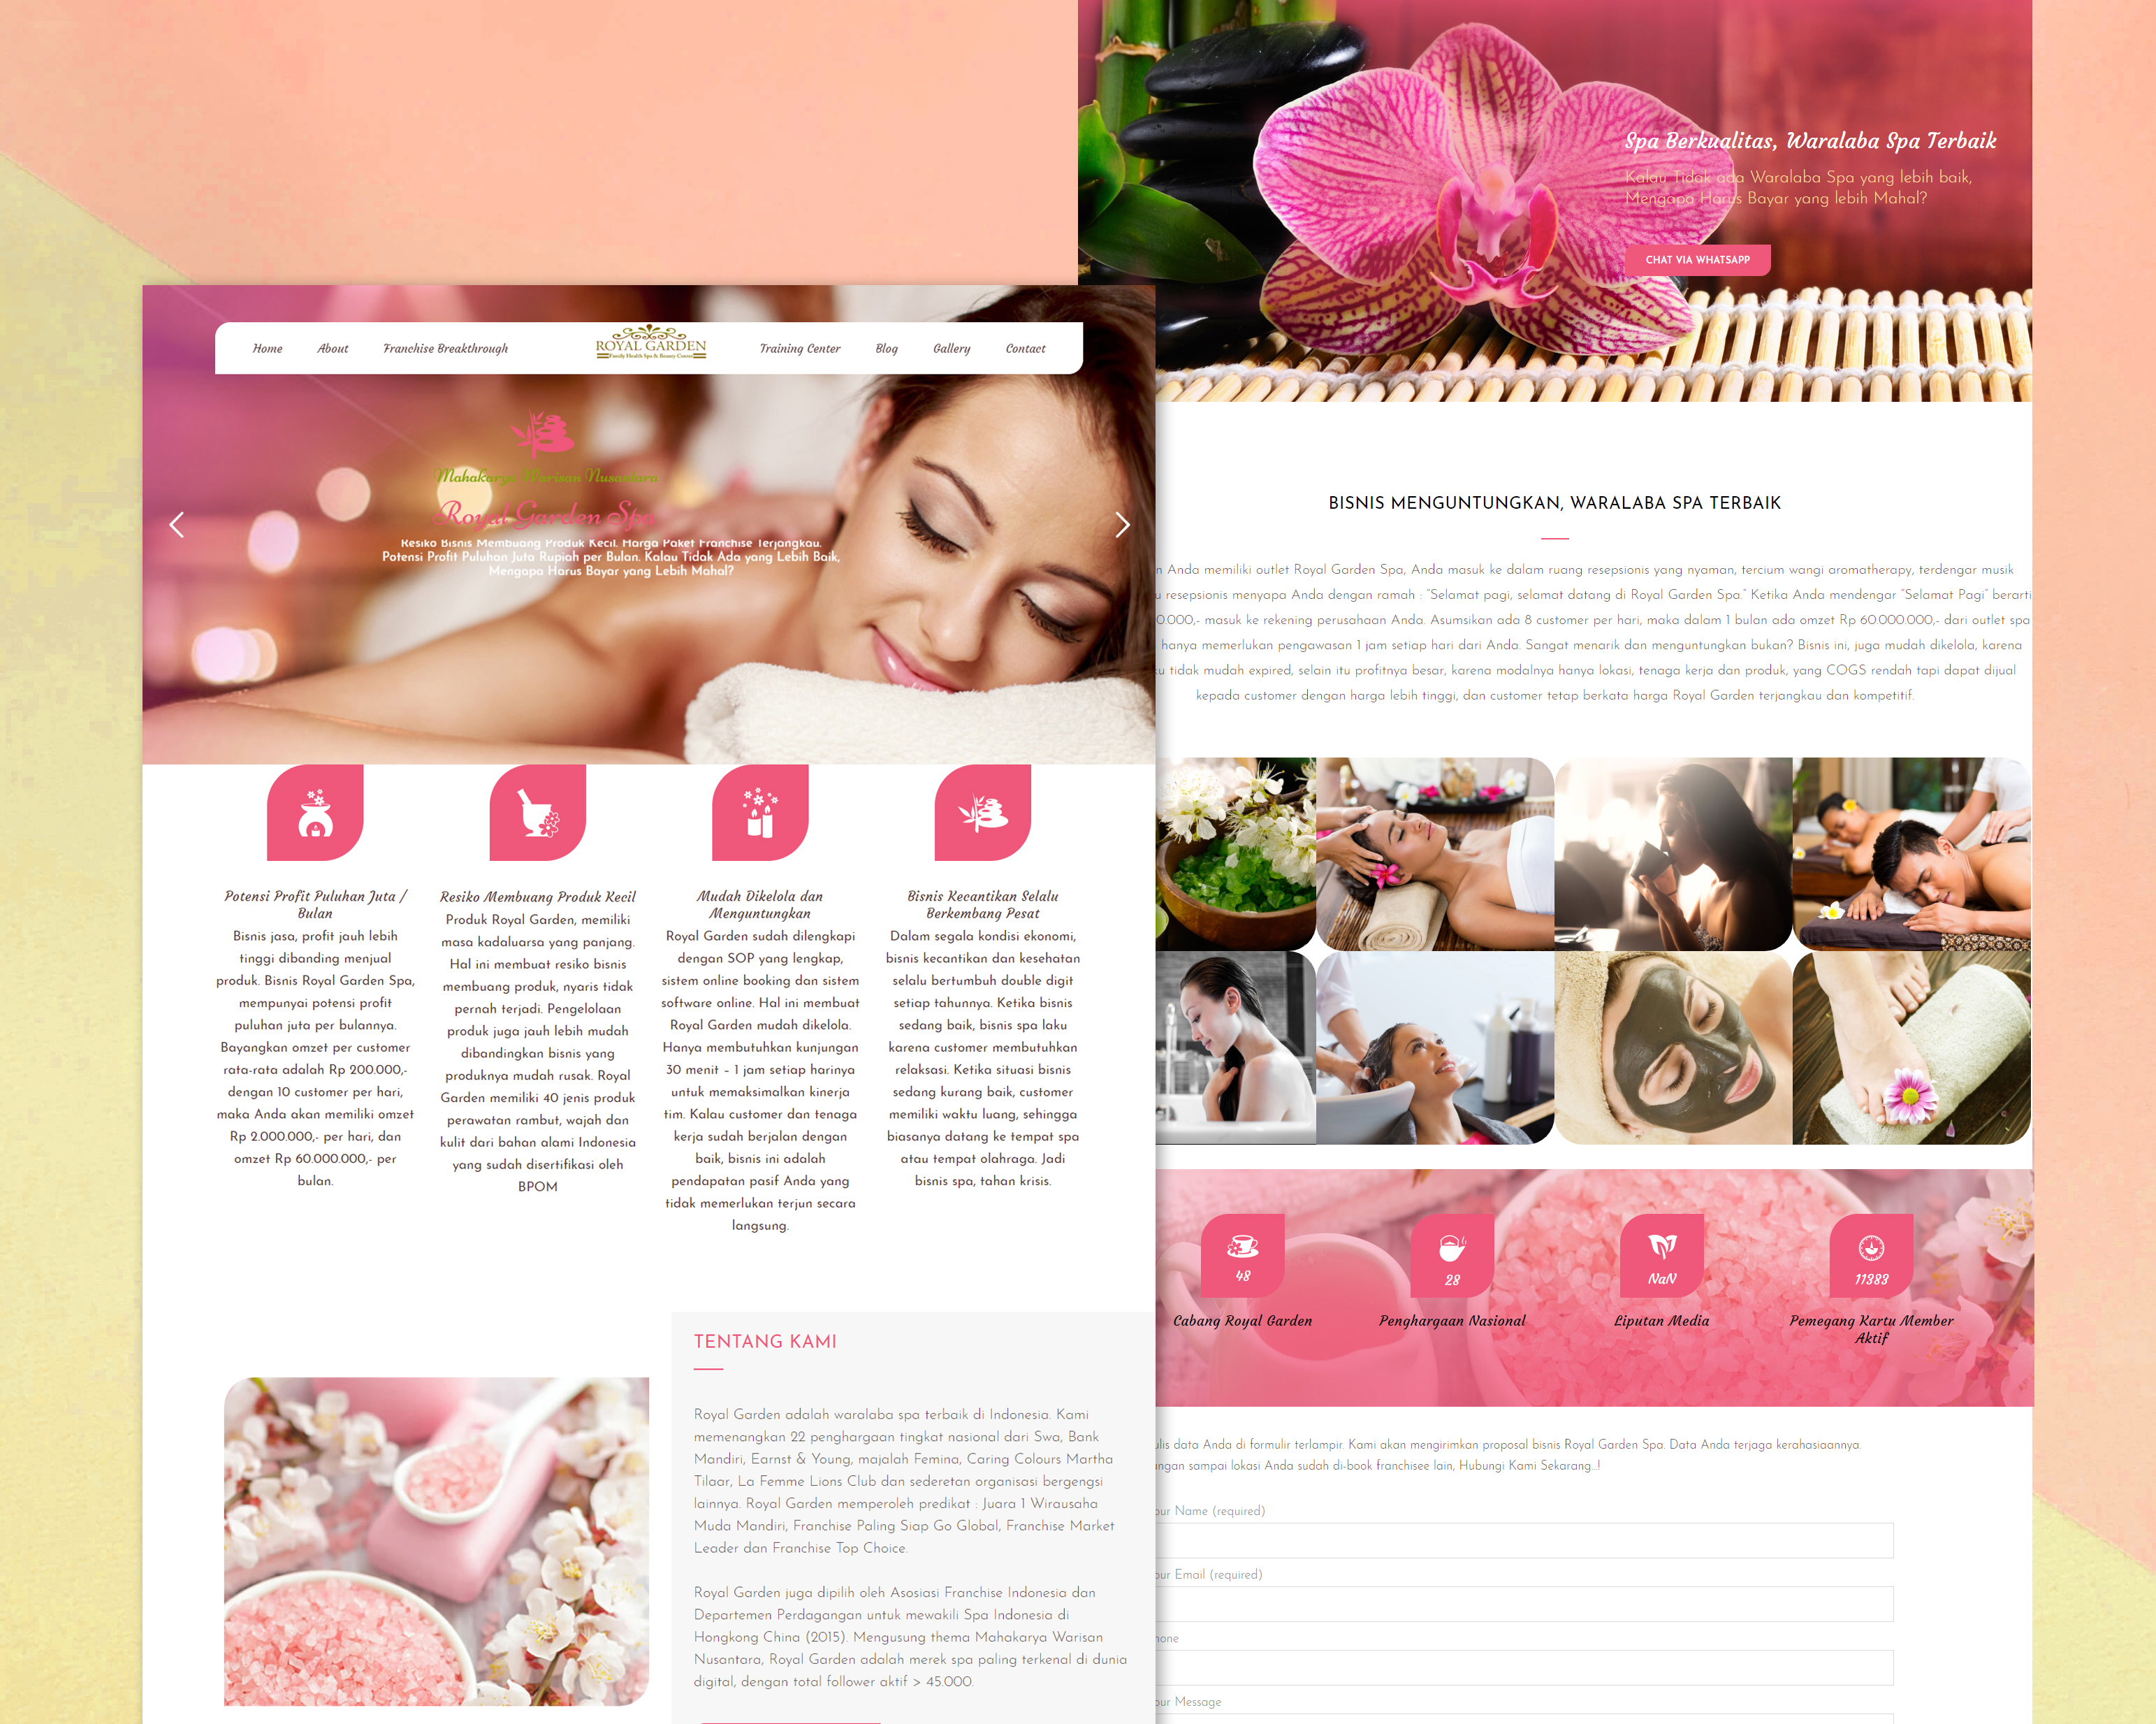 Home About Franchise Breakthrough
ROYAL GARDEN
Family Health Spa & Beauty Center
Training Center Blog Gallery Contact
Mahakarya Warisan Nusantara
Royal Garden Spa
Resiko Bisnis Membuang Produk Kecil. Harga Paket Franchise Terjangkau.
Potensi Profit Puluhan Juta Rupiah per Bulan. Kalau Tidak Ada yang Lebih Baik,
Mengapa Harus Bayar yang Lebih Mahal?
Potensi Profit Puluhan Juta /
Bulan
Bisnis jasa, profit jauh lebih
tinggi dibanding menjual
produk. Bisnis Royal Garden Spa,
mempunyai potensi profit
puluhan juta per bulannya.
Bayangkan omzet per customer
rata-rata adalah Rp 200.000,-
dengan 10 customer per hari,
maka Anda akan memiliki omzet
Rp 2.000.000,- per hari, dan
omzet Rp 60.000.000,- per
bulan.
Resiko Membuang Produk Kecil
Produk Royal Garden, memiliki
masa kadaluarsa yang panjang.
Hal ini membuat resiko bisnis
membuang produk, nyaris tidak
pernah terjadi. Pengelolaan
produk juga jauh lebih mudah
dibandingkan bisnis yang
produknya mudah rusak. Royal
Garden memiliki 40 jenis produk
perawatan rambut, wajah dan
kulit dari bahan alami Indonesia
yang sudah disertifikasi oleh
BPOM
Mudah Dikelola dan
Menguntungkan
Royal Garden sudah dilengkapi
dengan SOP yang lengkap,
sistem online booking dan sistem
software online. Hal ini membuat
Royal Garden mudah dikelola.
Hanya membutuhkan kunjungan
30 menit – 1 jam setiap harinya
untuk memaksimalkan kinerja
tim. Kalau customer dan tenaga
kerja sudah berjalan dengan
baik, bisnis ini adalah
pendapatan pasif Anda yang
tidak memerlukan terjun secara
langsung.
Bisnis Kecantikan Selalu
Berkembang Pesat
Dalam segala kondisi ekonomi,
bisnis kecantikan dan kesehatan
selalu bertumbuh double digit
setiap tahunnya. Ketika bisnis
sedang baik, bisnis spa laku
karena customer membutuhkan
relaksasi. Ketika situasi bisnis
sedang kurang baik, customer
memiliki waktu luang, sehingga
biasanya datang ke tempat spa
atau tempat olahraga. Jadi
bisnis spa, tahan krisis.
TENTANG KAMI
Royal Garden adalah waralaba spa terbaik di Indonesia. Kami
memenangkan 22 penghargaan tingkat nasional dari Swa, Bank
Mandiri, Earnst & Young, majalah Femina, Caring Colours Martha
Tilaar, La Femme Lions Club dan sederetan organisasi bergengsi
lainnya. Royal Garden memperoleh predikat : Juara 1 Wirausaha
Muda Mandiri, Franchise Paling Siap Go Global, Franchise Market
Leader dan Franchise Top Choice.
Royal Garden juga dipilih oleh Asosiasi Franchise Indonesia dan
Departemen Perdagangan untuk mewakili Spa Indonesia di
Hongkong China (2015). Mengusung thema Mahakarya Warisan
Nusantara, Royal Garden adalah merek spa paling terkenal di dunia
digital, dengan total follower aktif > 45.000.
Spa Berkualitas, Waralaba Spa Terbaik
Kalau Tidak ada Waralaba Spa yang lebih baik,
Mengapa Harus Bayar yang lebih Mahal?
CHAT VIA WHATSAPP
BISNIS MENGUNTUNGKAN, WARALABA SPA TERBAIK
n Anda memiliki outlet Royal Garden Spa, Anda masuk ke dalam ruang resepsionis yang nyaman, tercium wangi aromatherapy, terdengar musik
u resepsionis menyapa Anda dengan ramah : "Selamat pagi, selamat datang di Royal Garden Spa." Ketika Anda mendengar "Selamat Pagi" berarti
0.000,- masuk ke rekening perusahaan Anda. Asumsikan ada 8 customer per hari, maka dalam 1 bulan ada omzet Rp 60.000.000,- dari outlet spa
hanya memerlukan pengawasan 1 jam setiap hari dari Anda. Sangat menarik dan menguntungkan bukan? Bisnis ini, juga mudah dikelola, karena
ku tidak mudah expired, selain itu profitnya besar, karena modalnya hanya lokasi, tenaga kerja dan produk, yang COGS rendah tapi dapat dijual
kepada customer dengan harga lebih tinggi, dan customer tetap berkata harga Royal Garden terjangkau dan kompetitif.
48
Cabang Royal Garden
28
Penghargaan Nasional
NaN
Liputan Media
11383
Pemegang Kartu Member
Aktif
ulis data Anda di formulir terlampir. Kami akan mengirimkan proposal bisnis Royal Garden Spa. Data Anda terjaga kerahasiaannya.
angan sampai lokasi Anda sudah di-book franchisee lain, Hubungi Kami Sekarang...!
our Name (required)
our Email (required)
hone
our Message